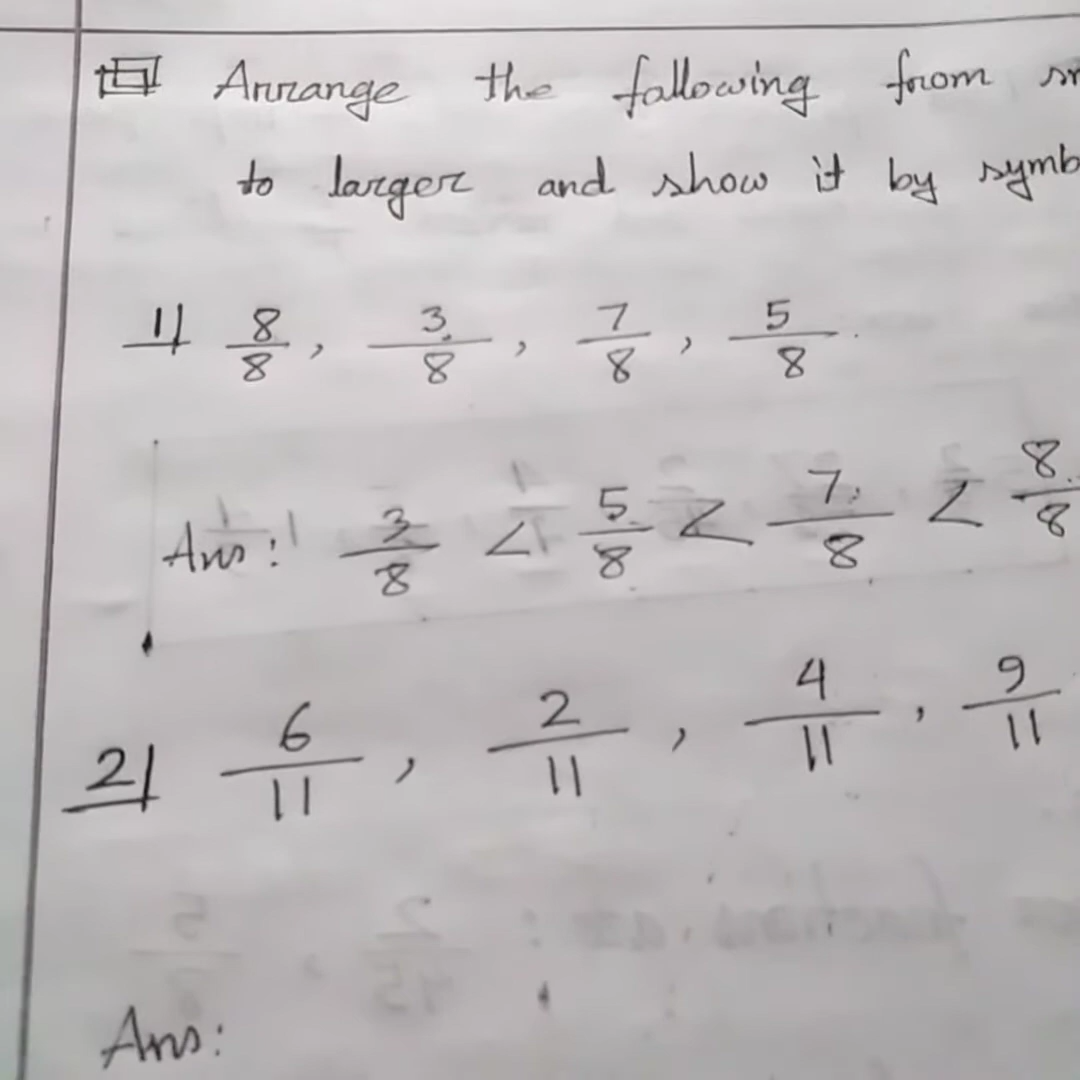 Arrange the fallowing from
to larger and show it by
1) 8/8, 3/8, 7/8, 5/8.
Ans: 3/8 < 5/8 < 7/8 < 8/8
2) 6/11, 2/11, 4/11, 9/11
Ans: